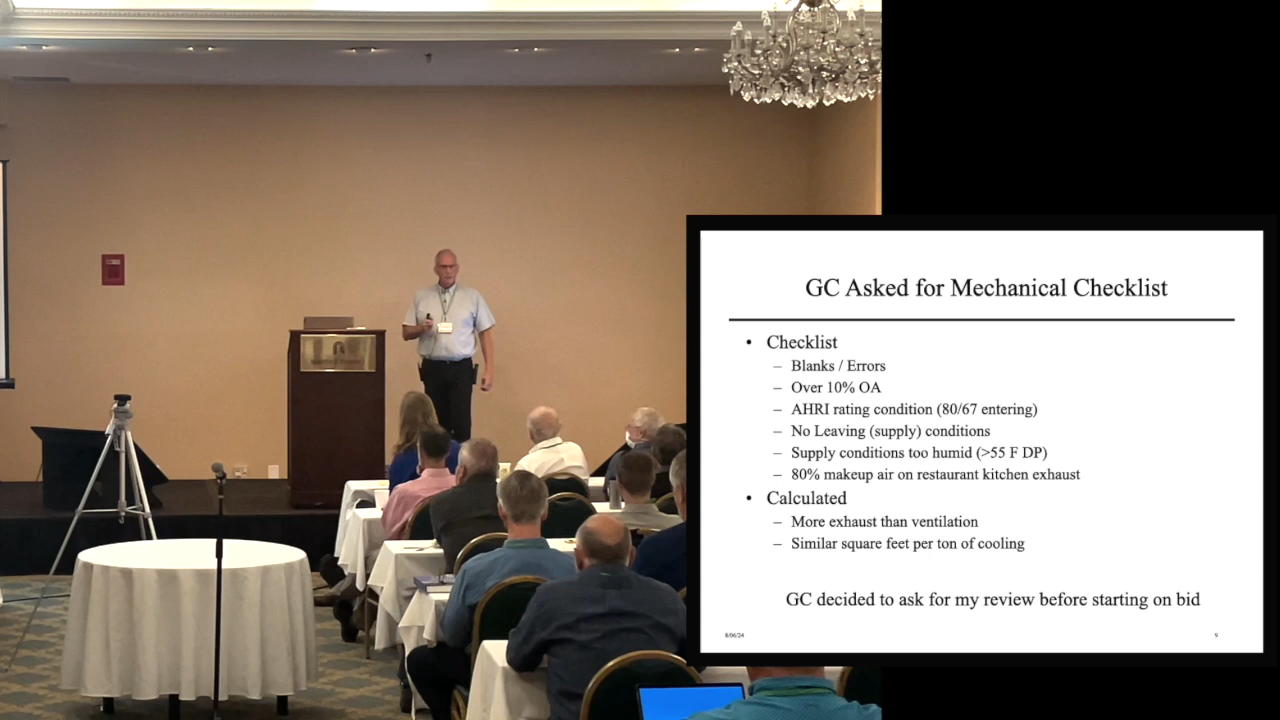 GC Asked for Mechanical Checklist
• Checklist
– Blanks / Errors
– Over 10% OA
– AHRI rating condition (80/67 entering)
– No Leaving (supply) conditions
– Supply conditions too humid (>55 F DP)
– 80% makeup air on restaurant kitchen exhaust
• Calculated
– More exhaust than ventilation
– Similar square feet per ton of cooling
GC decided to ask for my review before starting on bid
8/06/24
9